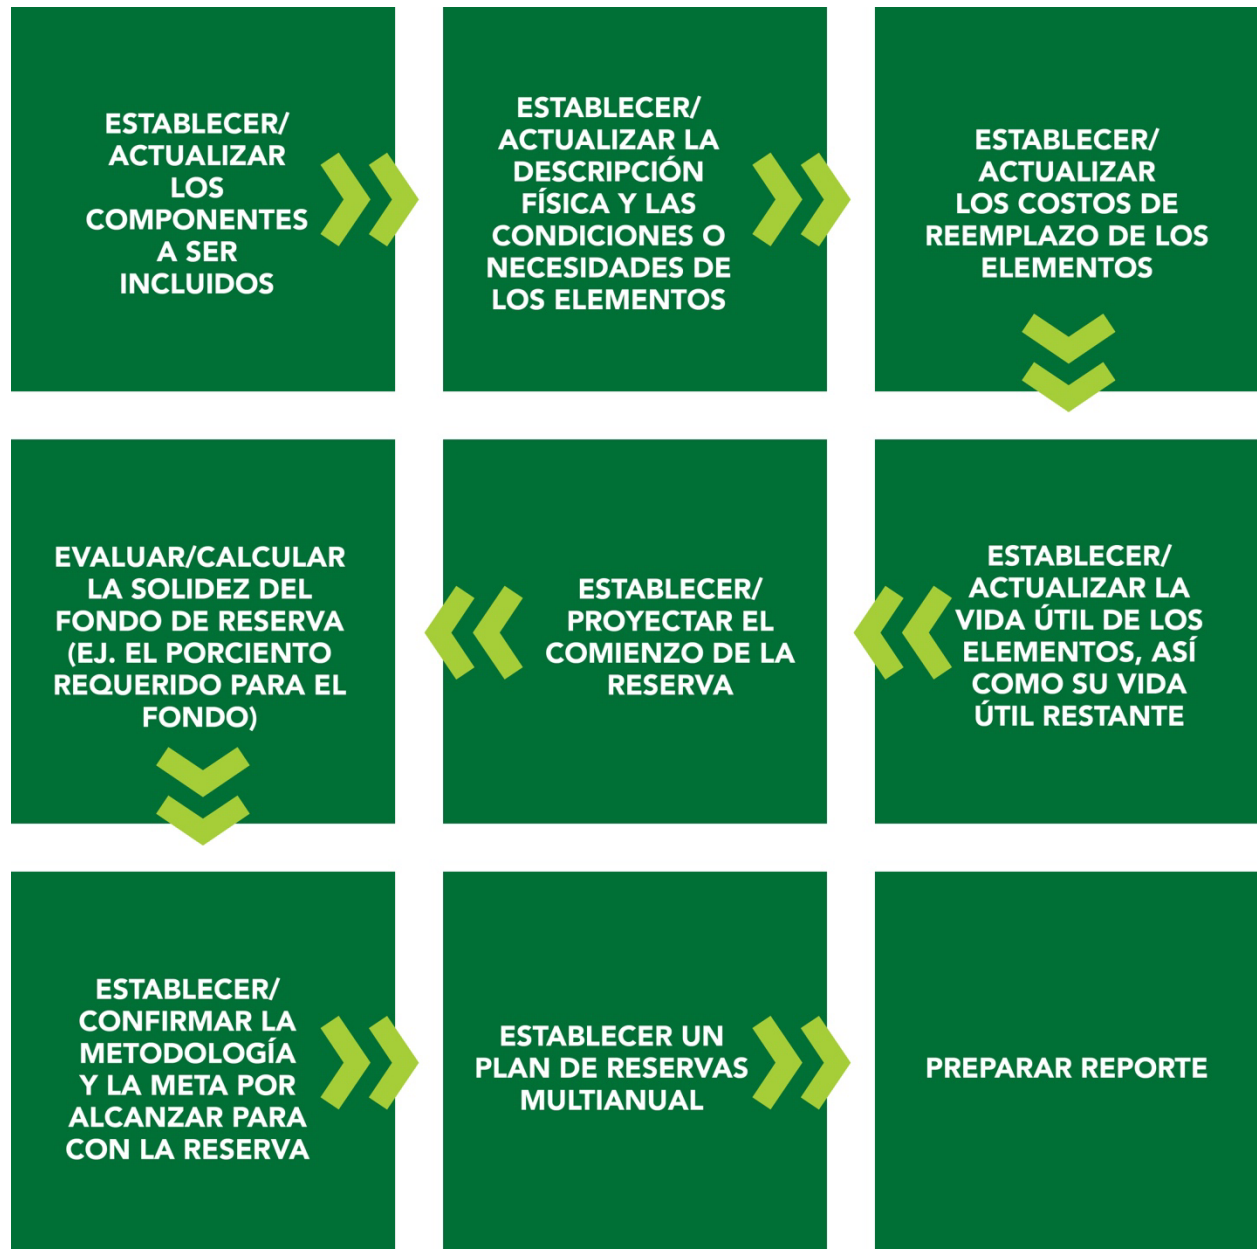 ESTABLECER/
ACTUALIZAR
LOS
COMPONENTES
A SER
INCLUIDOS
ESTABLECER/
ACTUALIZAR LA
DESCRIPCIÓN
FÍSICA Y LAS
CONDICIONES O
NECESIDADES DE
LOS ELEMENTOS
ESTABLECER/
ACTUALIZAR
LOS COSTOS DE
REEMPLAZO DE LOS
ELEMENTOS
ESTABLECER/
ACTUALIZAR LA
VIDA ÚTIL DE LOS
ELEMENTOS, ASÍ
COMO SU VIDA
ÚTIL RESTANTE
ESTABLECER/
PROYECTAR EL
COMIENZO DE LA
RESERVA
EVALUAR/CALCULAR
LA SOLIDEZ DEL
FONDO DE RESERVA
(EJ. EL PORCIENTO
REQUERIDO PARA EL
FONDO)
ESTABLECER/
CONFIRMAR LA
METODOLOGÍA
Y LA META POR
ALCANZAR PARA
CON LA RESERVA
ESTABLECER UN
PLAN DE RESERVAS
MULTIANUAL
PREPARAR REPORTE